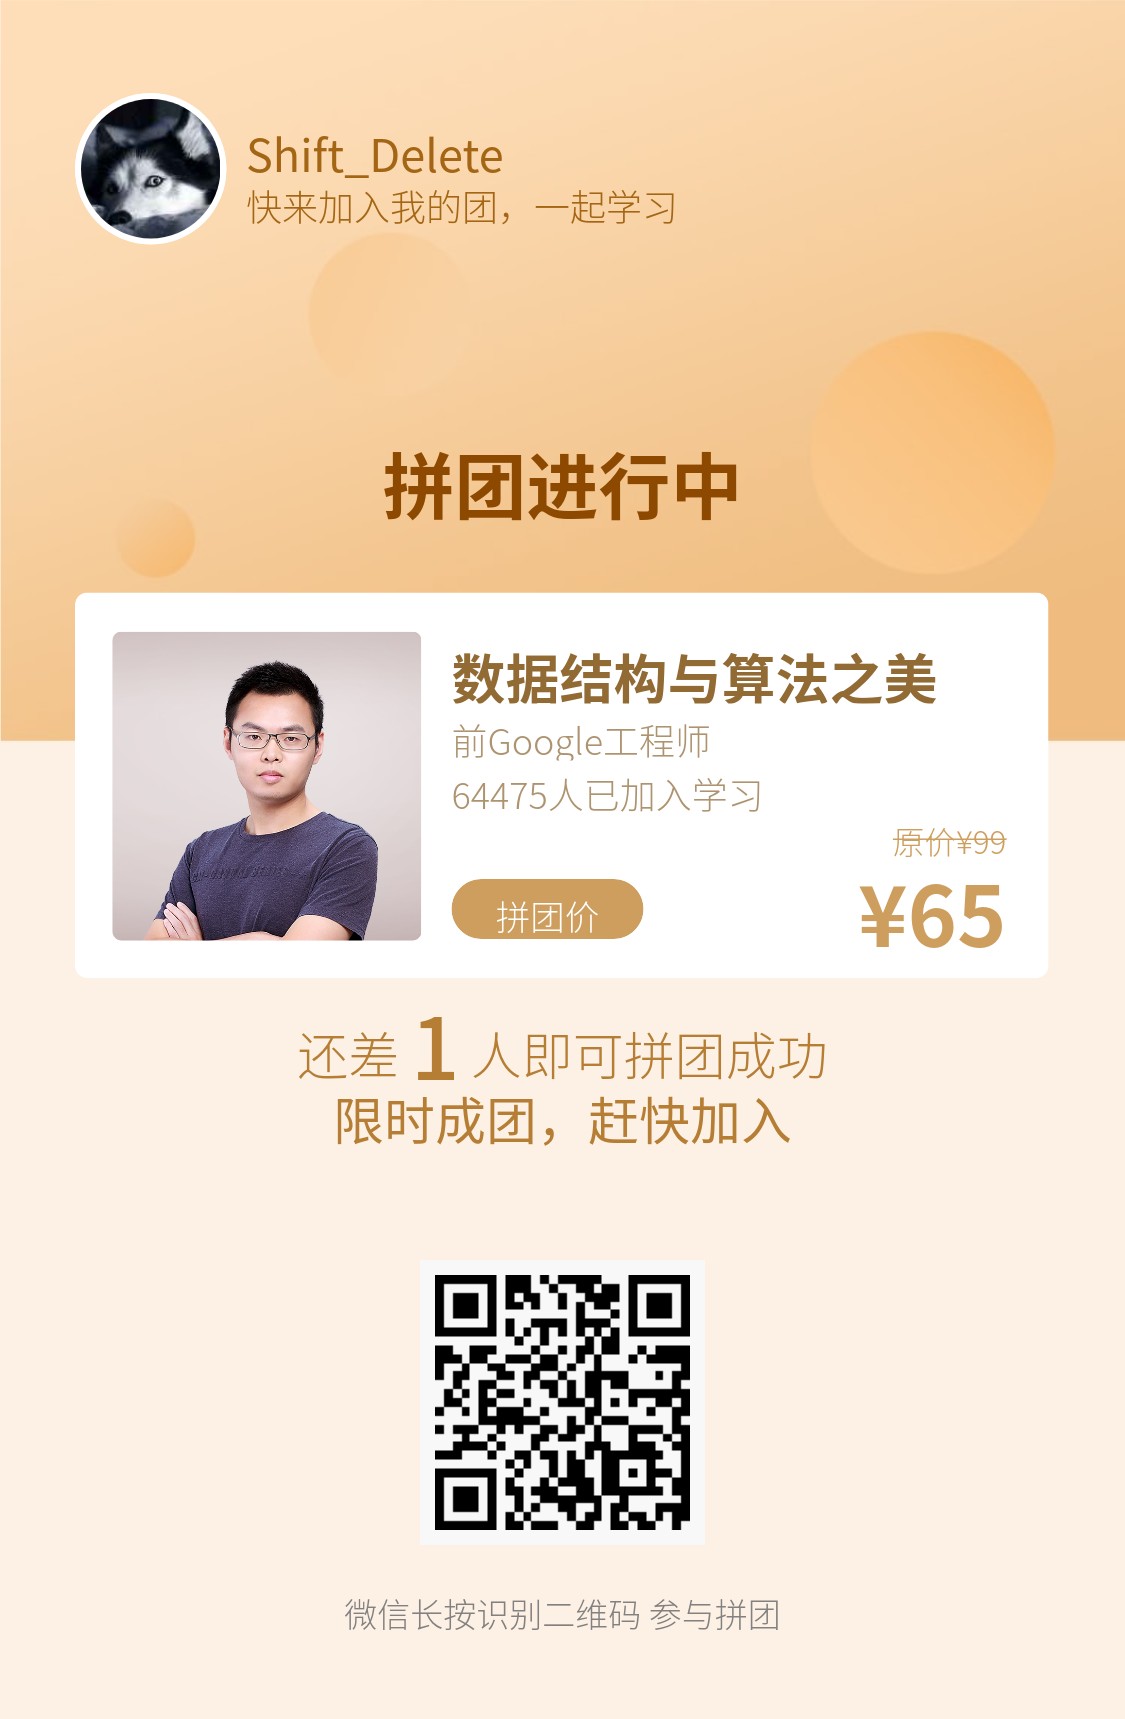 Shift_Delete
快来加入我的团，一起学习
拼团进行中
数据结构与算法之美
前Google工程师
64475人已加入学习
原价¥99
拼团价
¥65
还差 1 人即可拼团成功
限时成团，赶快加入
微信长按识别二维码 参与拼团